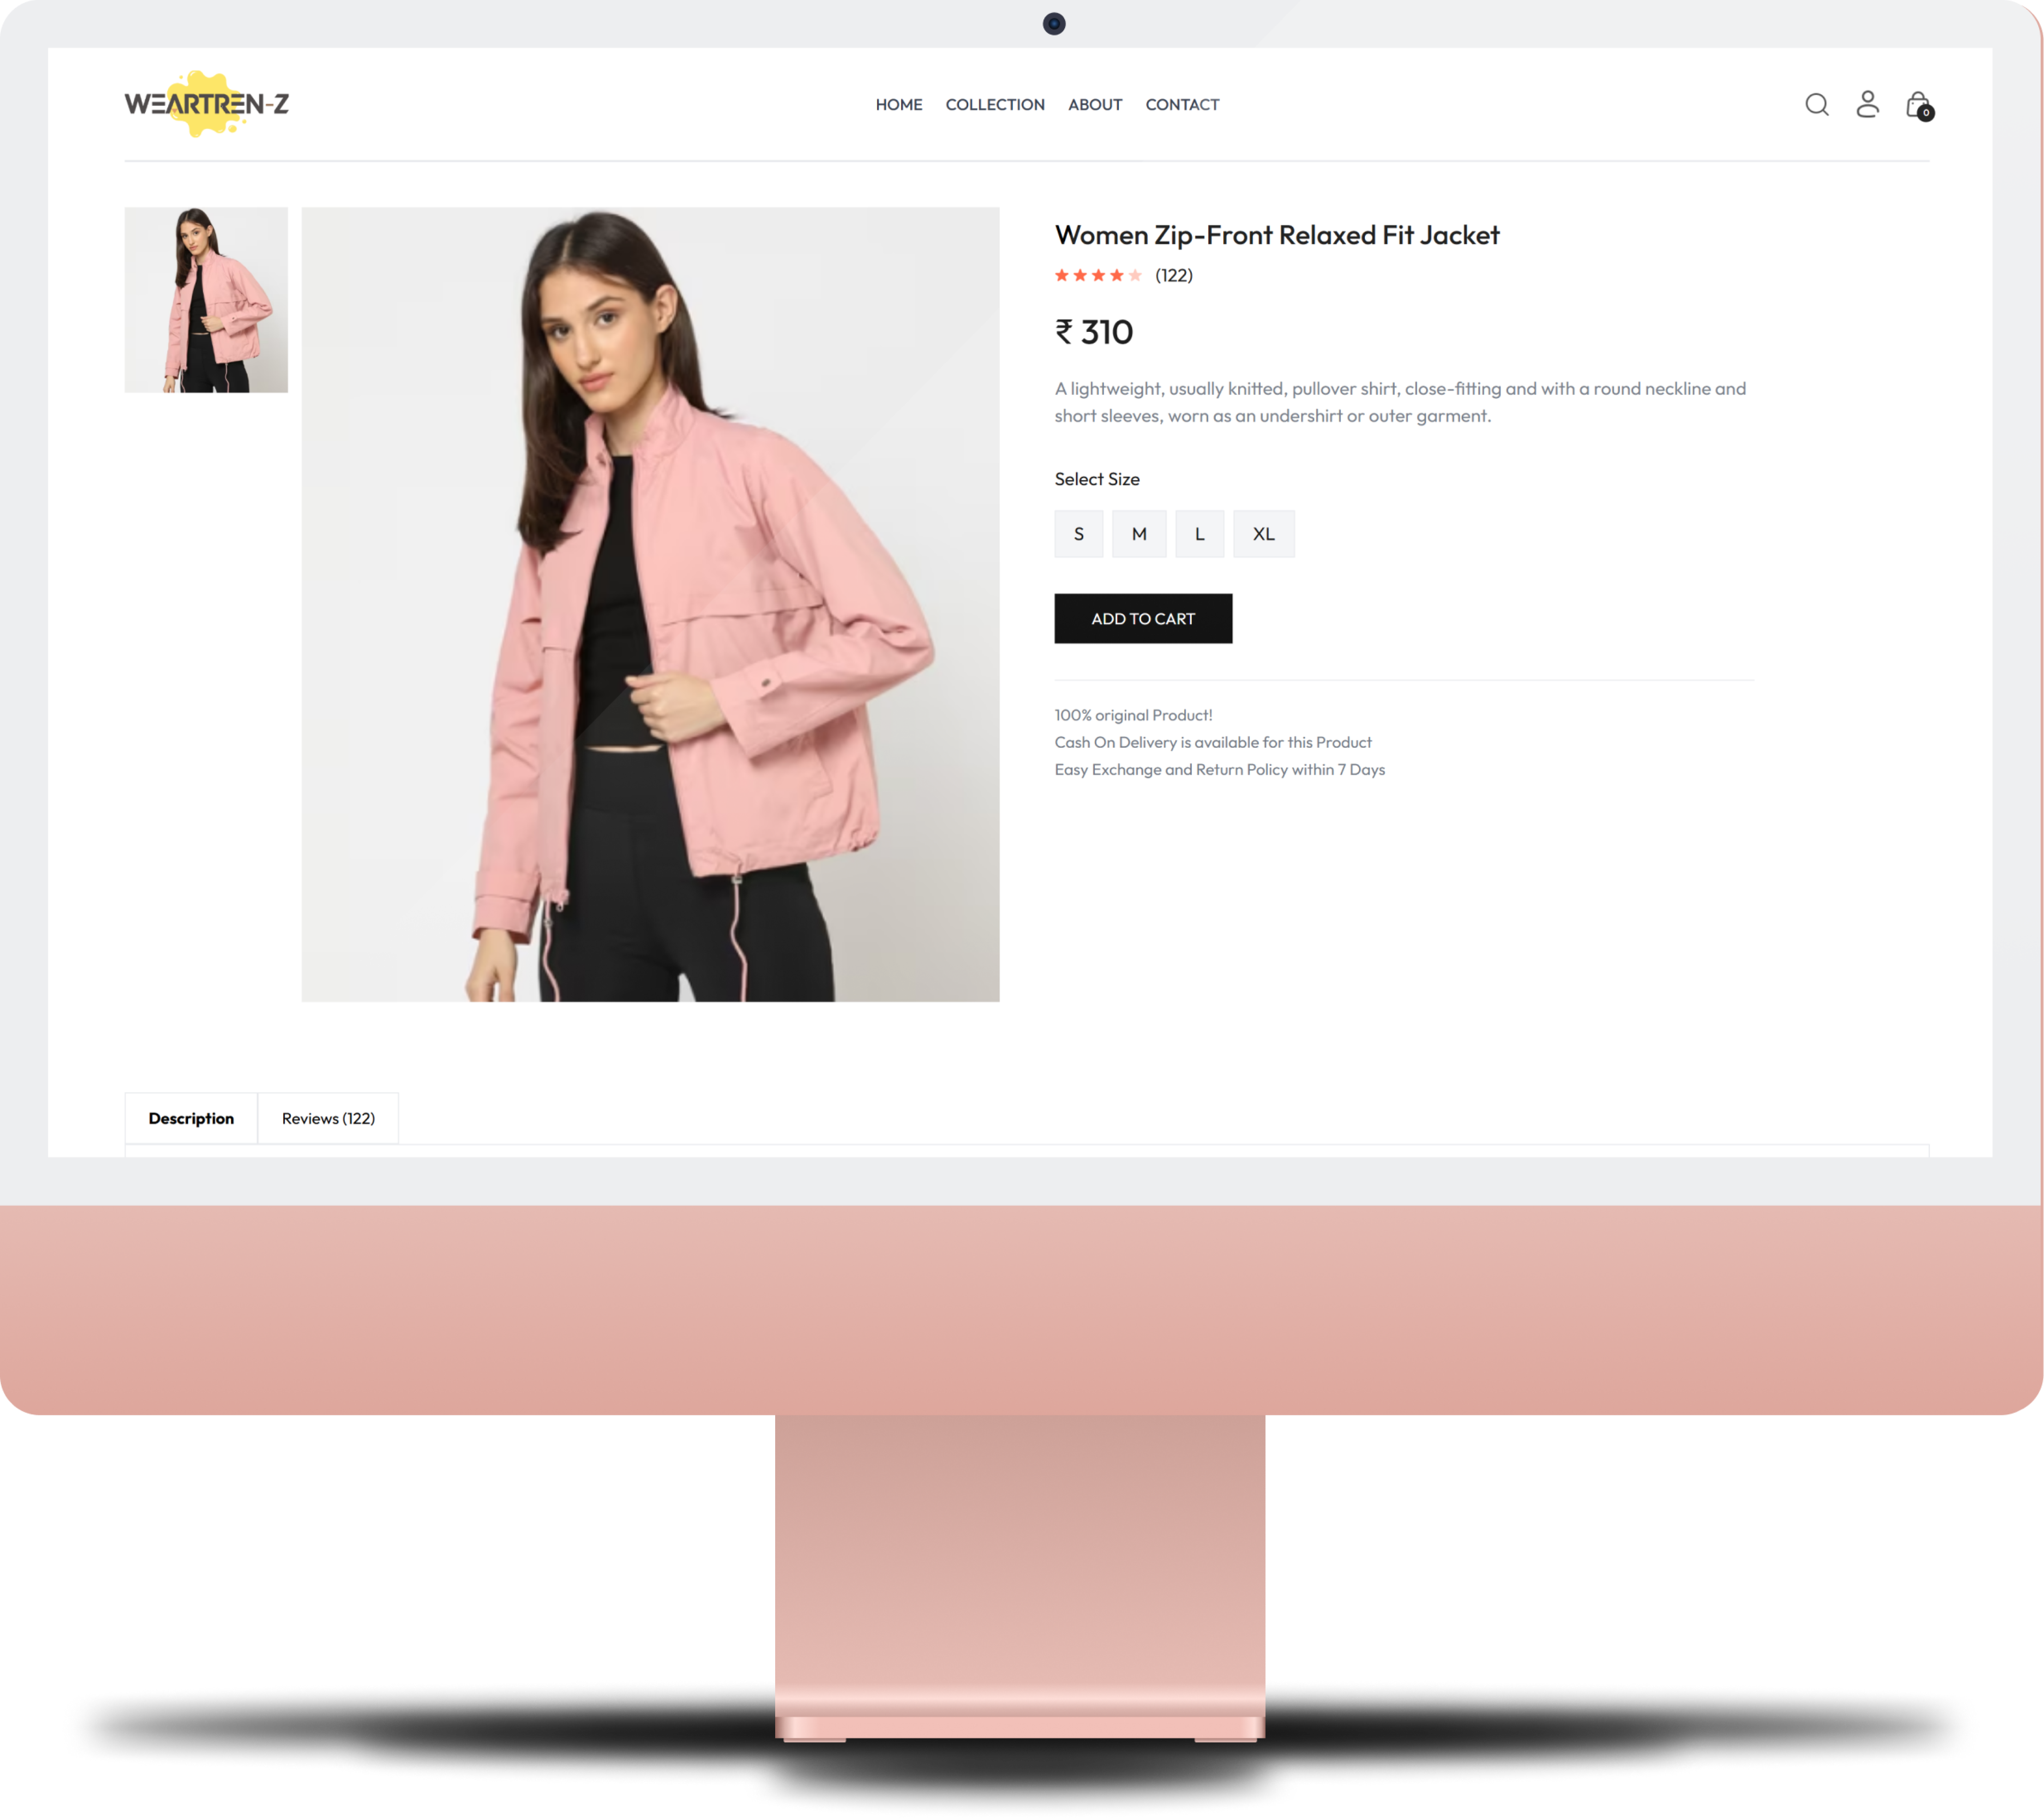 WEARTREN-Z
HOME COLLECTION ABOUT CONTACT
0
Women Zip-Front Relaxed Fit Jacket
(122)
₹ 310
A lightweight, usually knitted, pullover shirt, close-fitting and with a round neckline and
short sleeves, worn as an undershirt or outer garment.
Select Size
S M L XL
ADD TO CART
100% original Product!
Cash On Delivery is available for this Product
Easy Exchange and Return Policy within 7 Days
Description Reviews (122)